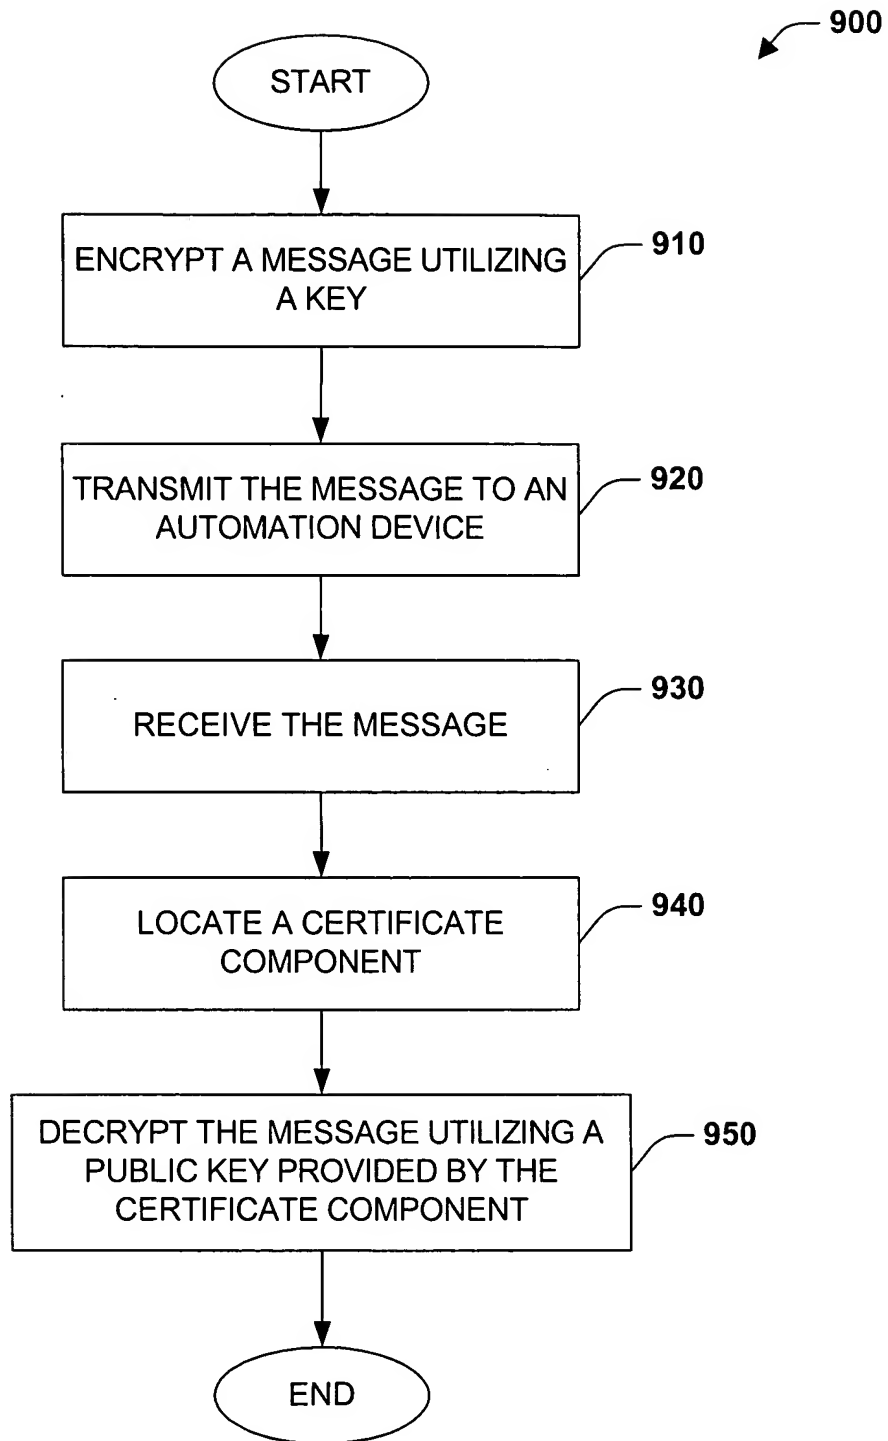 900
START
ENCRYPT A MESSAGE UTILIZING
A KEY
910
TRANSMIT THE MESSAGE TO AN
AUTOMATION DEVICE
920
RECEIVE THE MESSAGE
930
LOCATE A CERTIFICATE
COMPONENT
940
DECRYPT THE MESSAGE UTILIZING A
PUBLIC KEY PROVIDED BY THE
CERTIFICATE COMPONENT
950
END